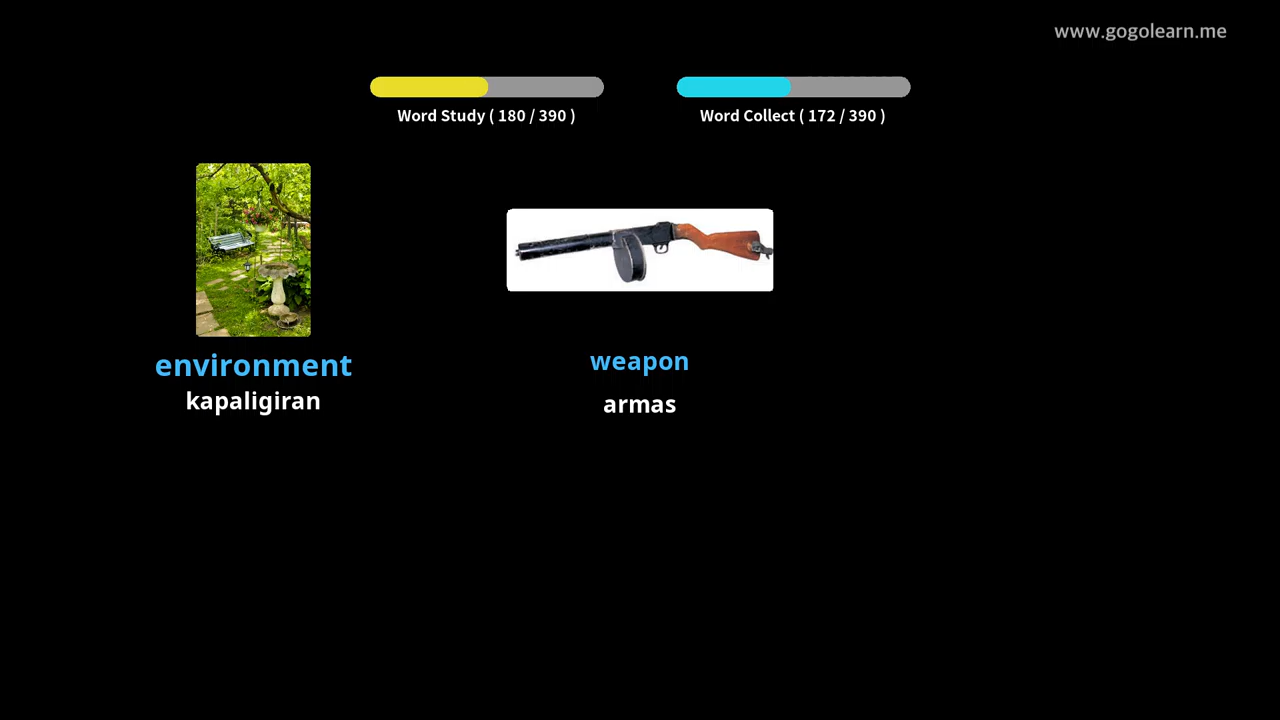 www.gogolearn.me
Word Study ( 180 / 390 )
Word Collect ( 172 / 390 )
environment
kapaligiran
weapon
armas